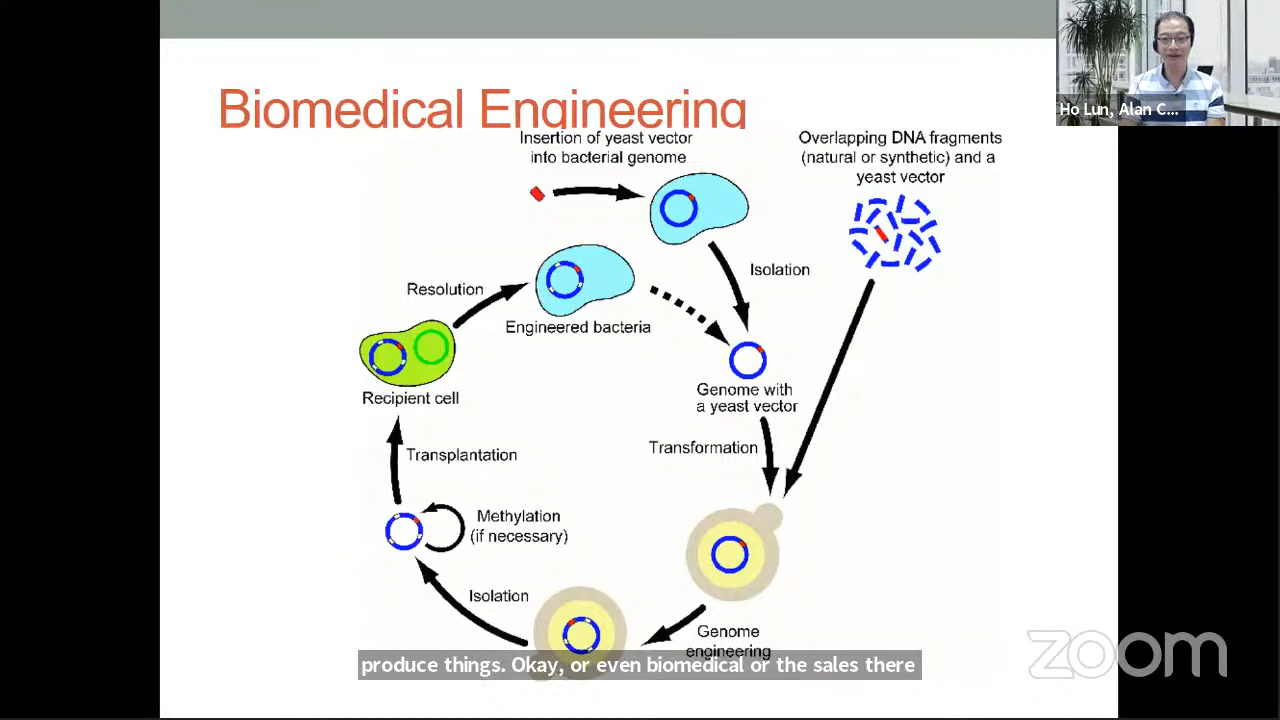 Biomedical Engineering
Ho Lun, Alan C...
Insertion of yeast vector
into bacterial genome
Overlapping DNA fragments
(natural or synthetic) and a
yeast vector
Isolation
Resolution
Engineered bacteria
Genome with
a yeast vector
Recipient cell
Transformation
Transplantation
Methylation
(if necessary)
Isolation
Genome
engineering
produce things. Okay, or even biomedical or the sales there
zoom